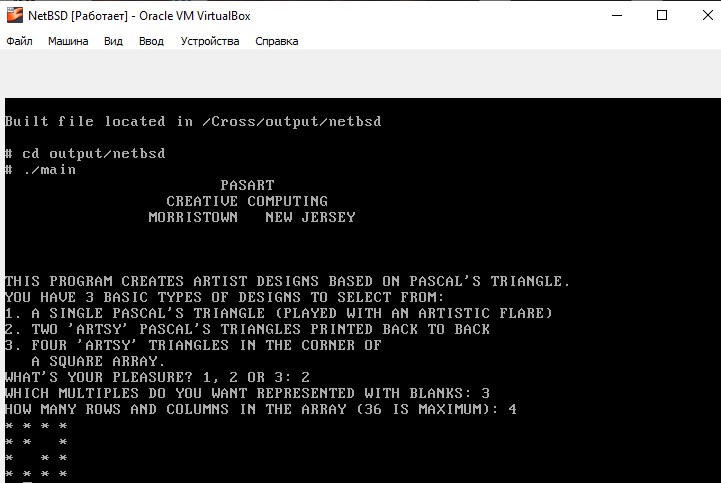 NetBSD [Работает] - Oracle VM VirtualBox
Файл Машина Вид Ввод Устройства Справка
Built file located in /Cross/output/netbsd
# cd output/netbsd
# ./main
PASART
CREATIVE COMPUTING
MORRISTOWN   NEW JERSEY
THIS PROGRAM CREATES ARTIST DESIGNS BASED ON PASCAL'S TRIANGLE.
YOU HAVE 3 BASIC TYPES OF DESIGNS TO SELECT FROM:
1. A SINGLE PASCAL'S TRIANGLE (PLAYED WITH AN ARTISTIC FLARE)
2. TWO 'ARTSY' PASCAL'S TRIANGLES PRINTED BACK TO BACK
3. FOUR 'ARTSY' TRIANGLES IN THE CORNER OF
A SQUARE ARRAY.
WHAT'S YOUR PLEASURE? 1, 2 OR 3: 2
WHICH MULTIPLES DO YOU WANT REPRESENTED WITH BLANKS: 3
HOW MANY ROWS AND COLUMNS IN THE ARRAY (36 IS MAXIMUM): 4
* * * *
* *   *
*   * *
* * * *